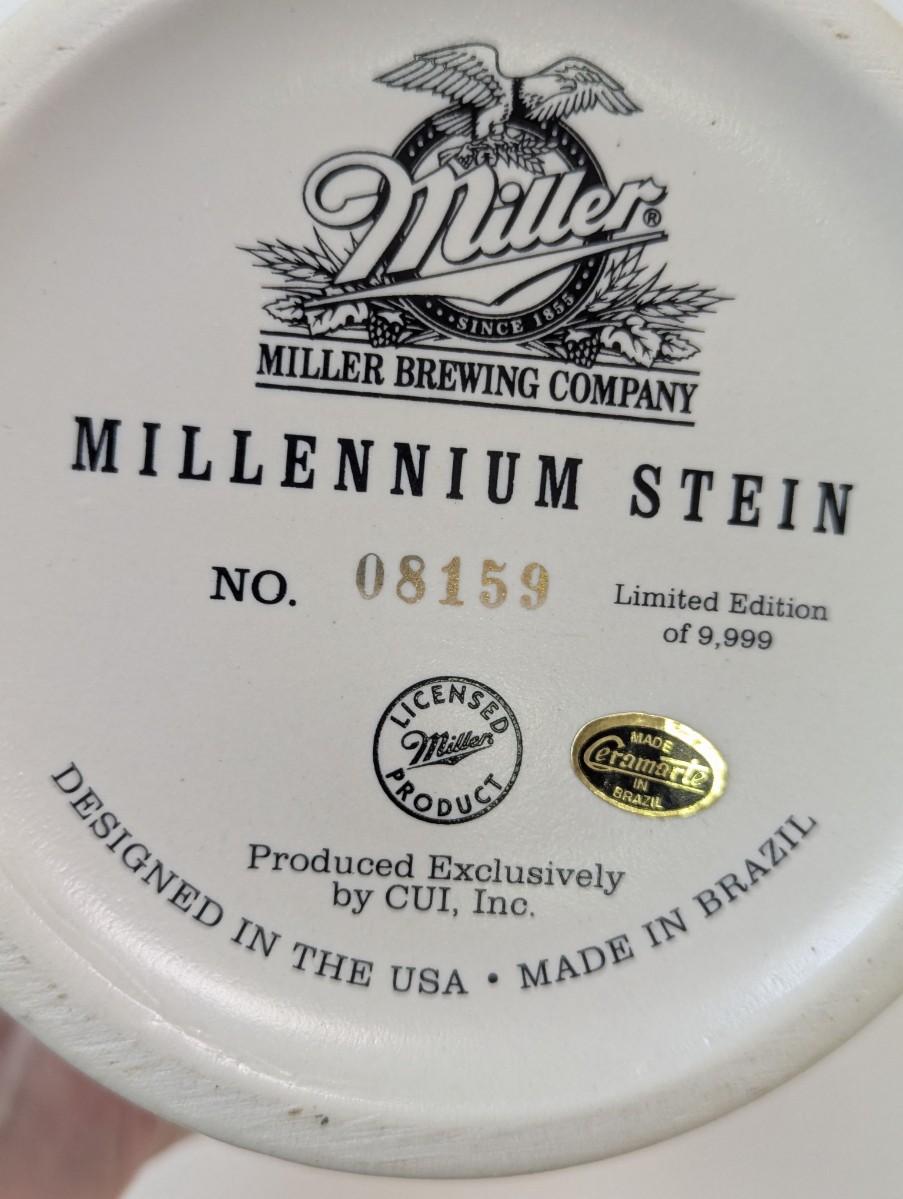 Miller®
SINCE 1855
MILLER BREWING COMPANY
MILLENNIUM STEIN
NO. 08159
Limited Edition
of 9,999
LICENSED
Miller
PRODUCT
MADE
Ceramarte
IN
BRAZIL
Produced Exclusively
by CUI, Inc.
DESIGNED IN THE USA • MADE IN BRAZIL